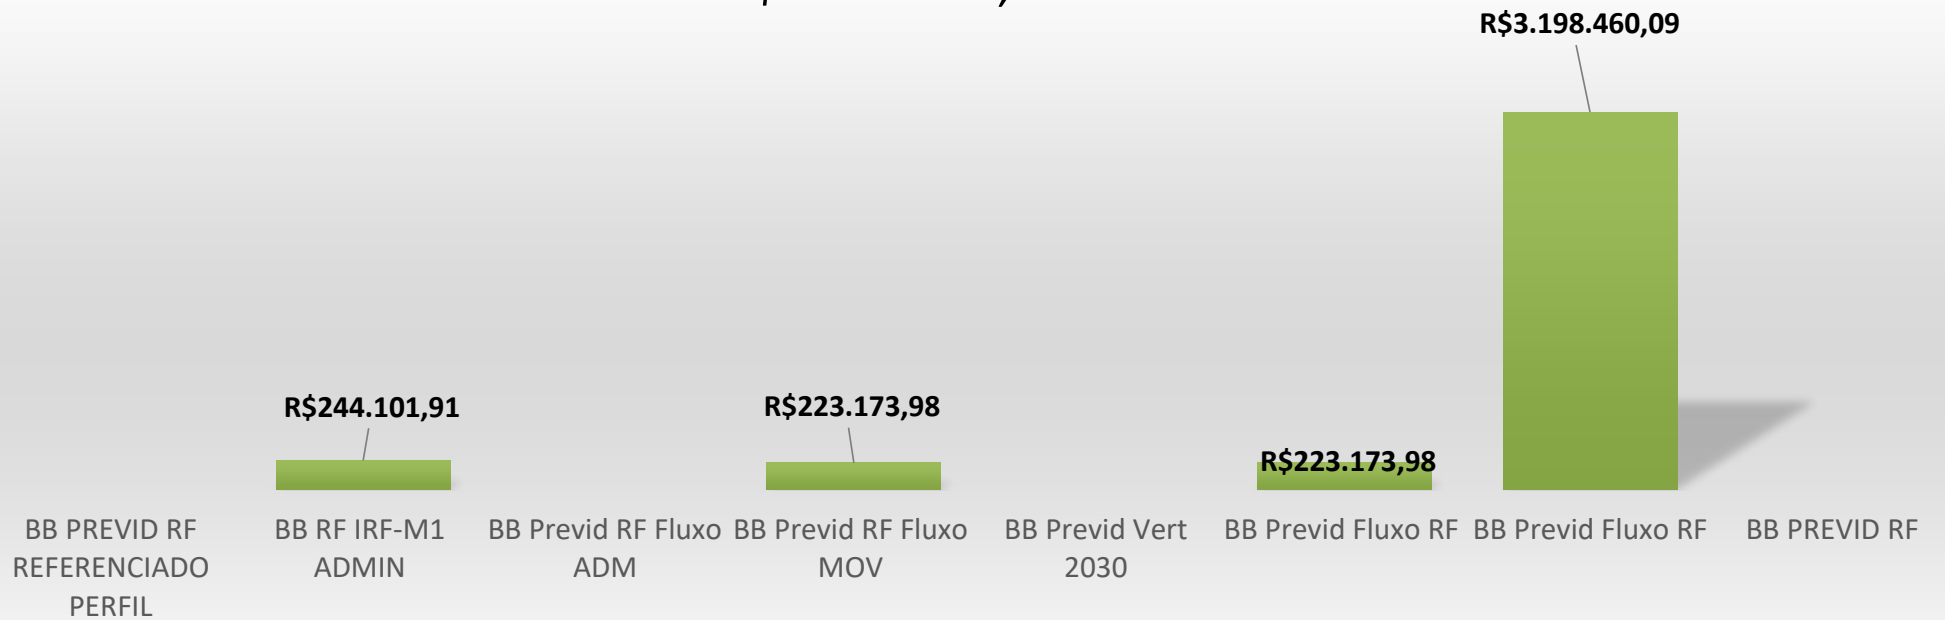 R$3.198.460,09
R$244.101,91
R$223.173,98
R$223.173,98
BB PREVID RF REFERENCIADO PERFIL
BB RF IRF-M1 ADMIN
BB Previd RF Fluxo ADM
BB Previd RF Fluxo MOV
BB Previd Vert 2030
BB Previd Fluxo RF
BB Previd Fluxo RF
BB PREVID RF